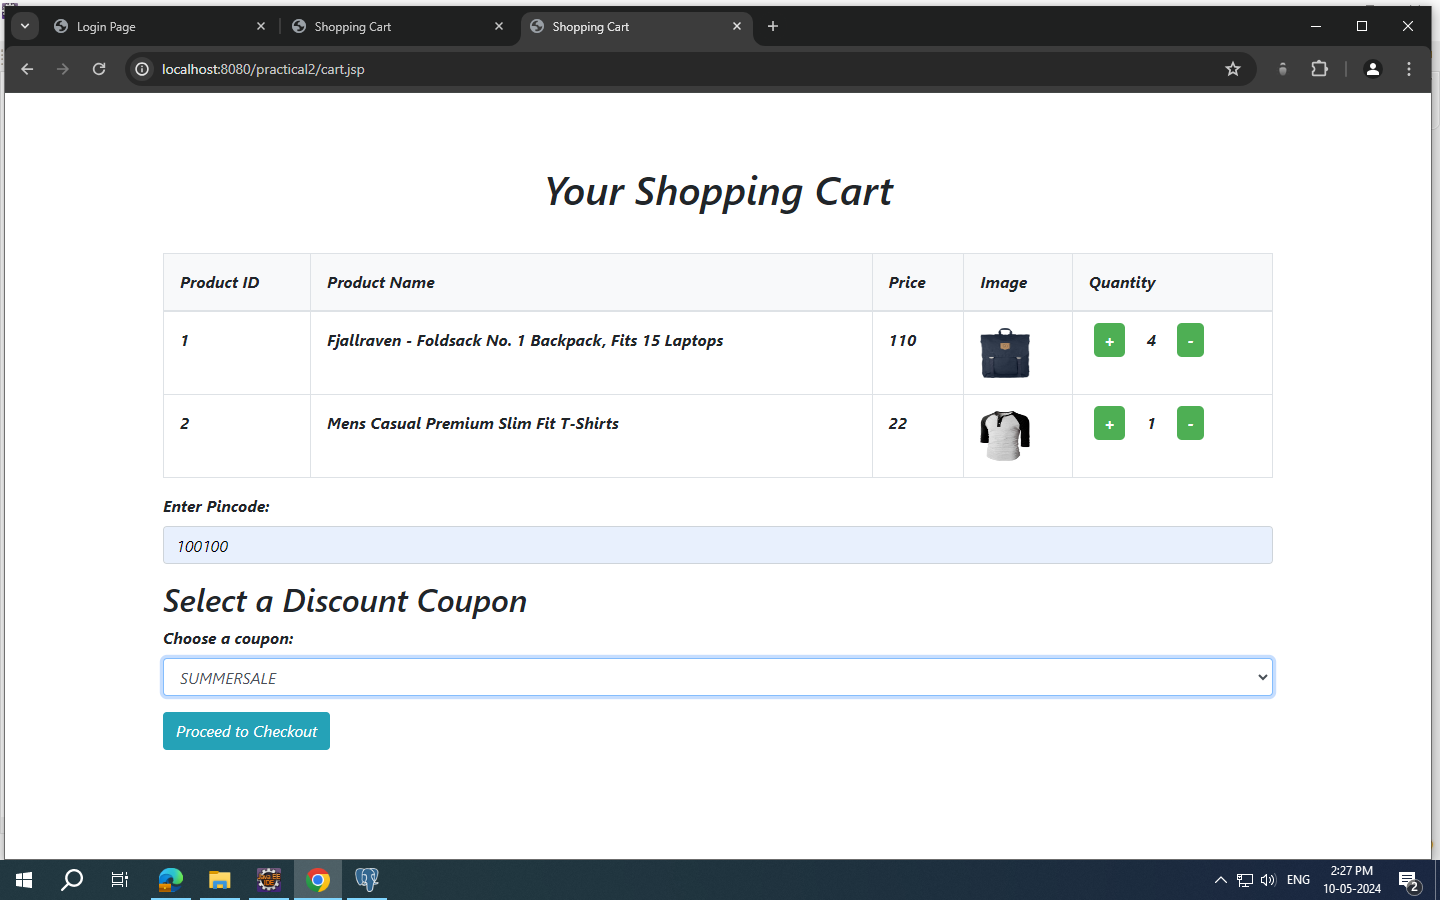 Login Page
Shopping Cart
Shopping Cart
localhost:8080/practical2/cart.jsp
Your Shopping Cart
Product ID Product Name Price Image Quantity
1 Fjallraven - Foldsack No. 1 Backpack, Fits 15 Laptops 110 + 4 -
2 Mens Casual Premium Slim Fit T-Shirts 22 + 1 -
Enter Pincode:
100100
Select a Discount Coupon
Choose a coupon:
SUMMERSALE
Proceed to Checkout
ENG
2:27 PM
10-05-2024
2